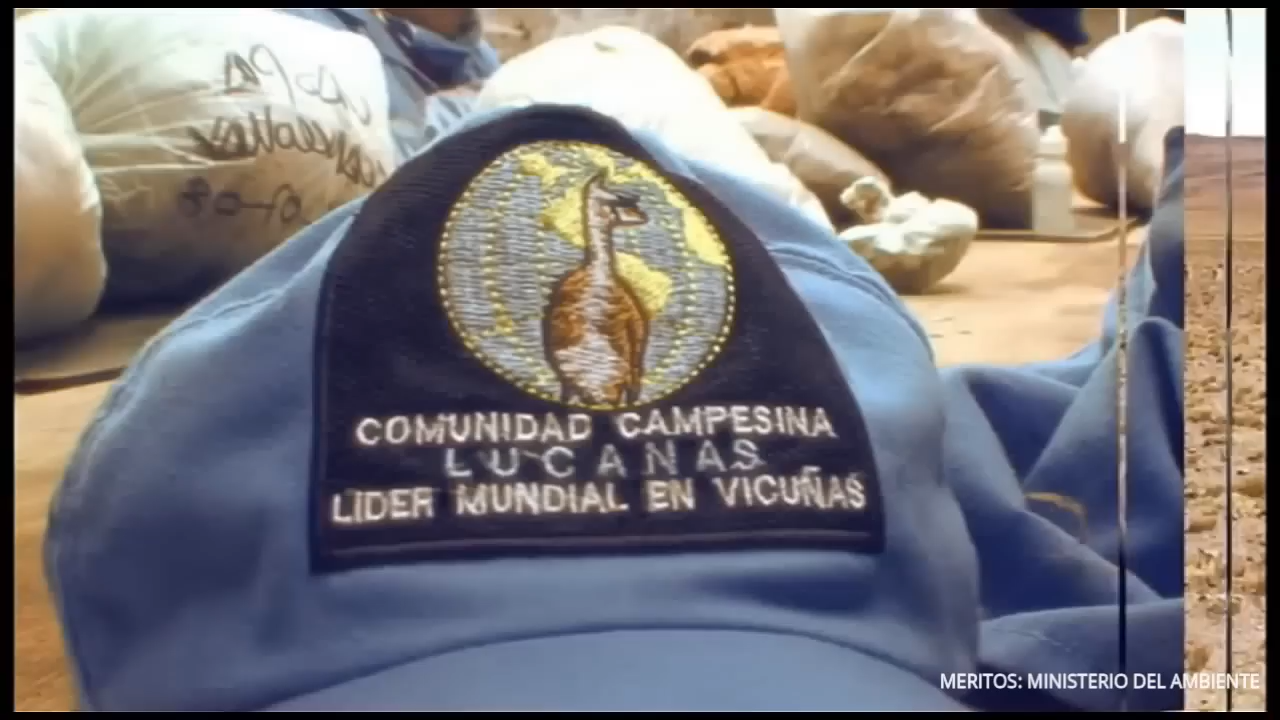 COMUNIDAD CAMPESINA
LUCANAS
LIDER MUNDIAL EN VICUÑAS
MERITOS: MINISTERIO DEL AMBIENTE